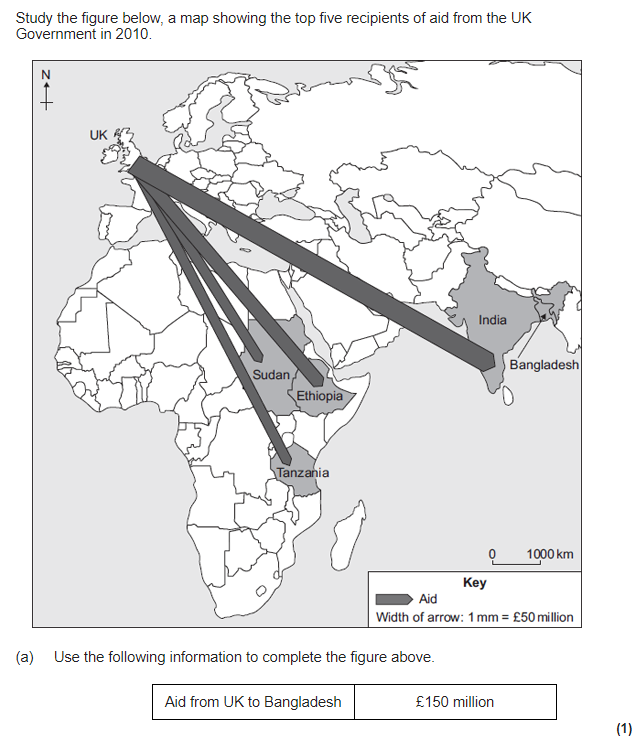 Study the figure below, a map showing the top five recipients of aid from the UK
Government in 2010.
N
UK
India
Bangladesh
Sudan
Ethiopia
Tanzania
0 1000 km
Key
Aid
Width of arrow: 1 mm = £50 million
(a) Use the following information to complete the figure above.
Aid from UK to Bangladesh £150 million
(1)